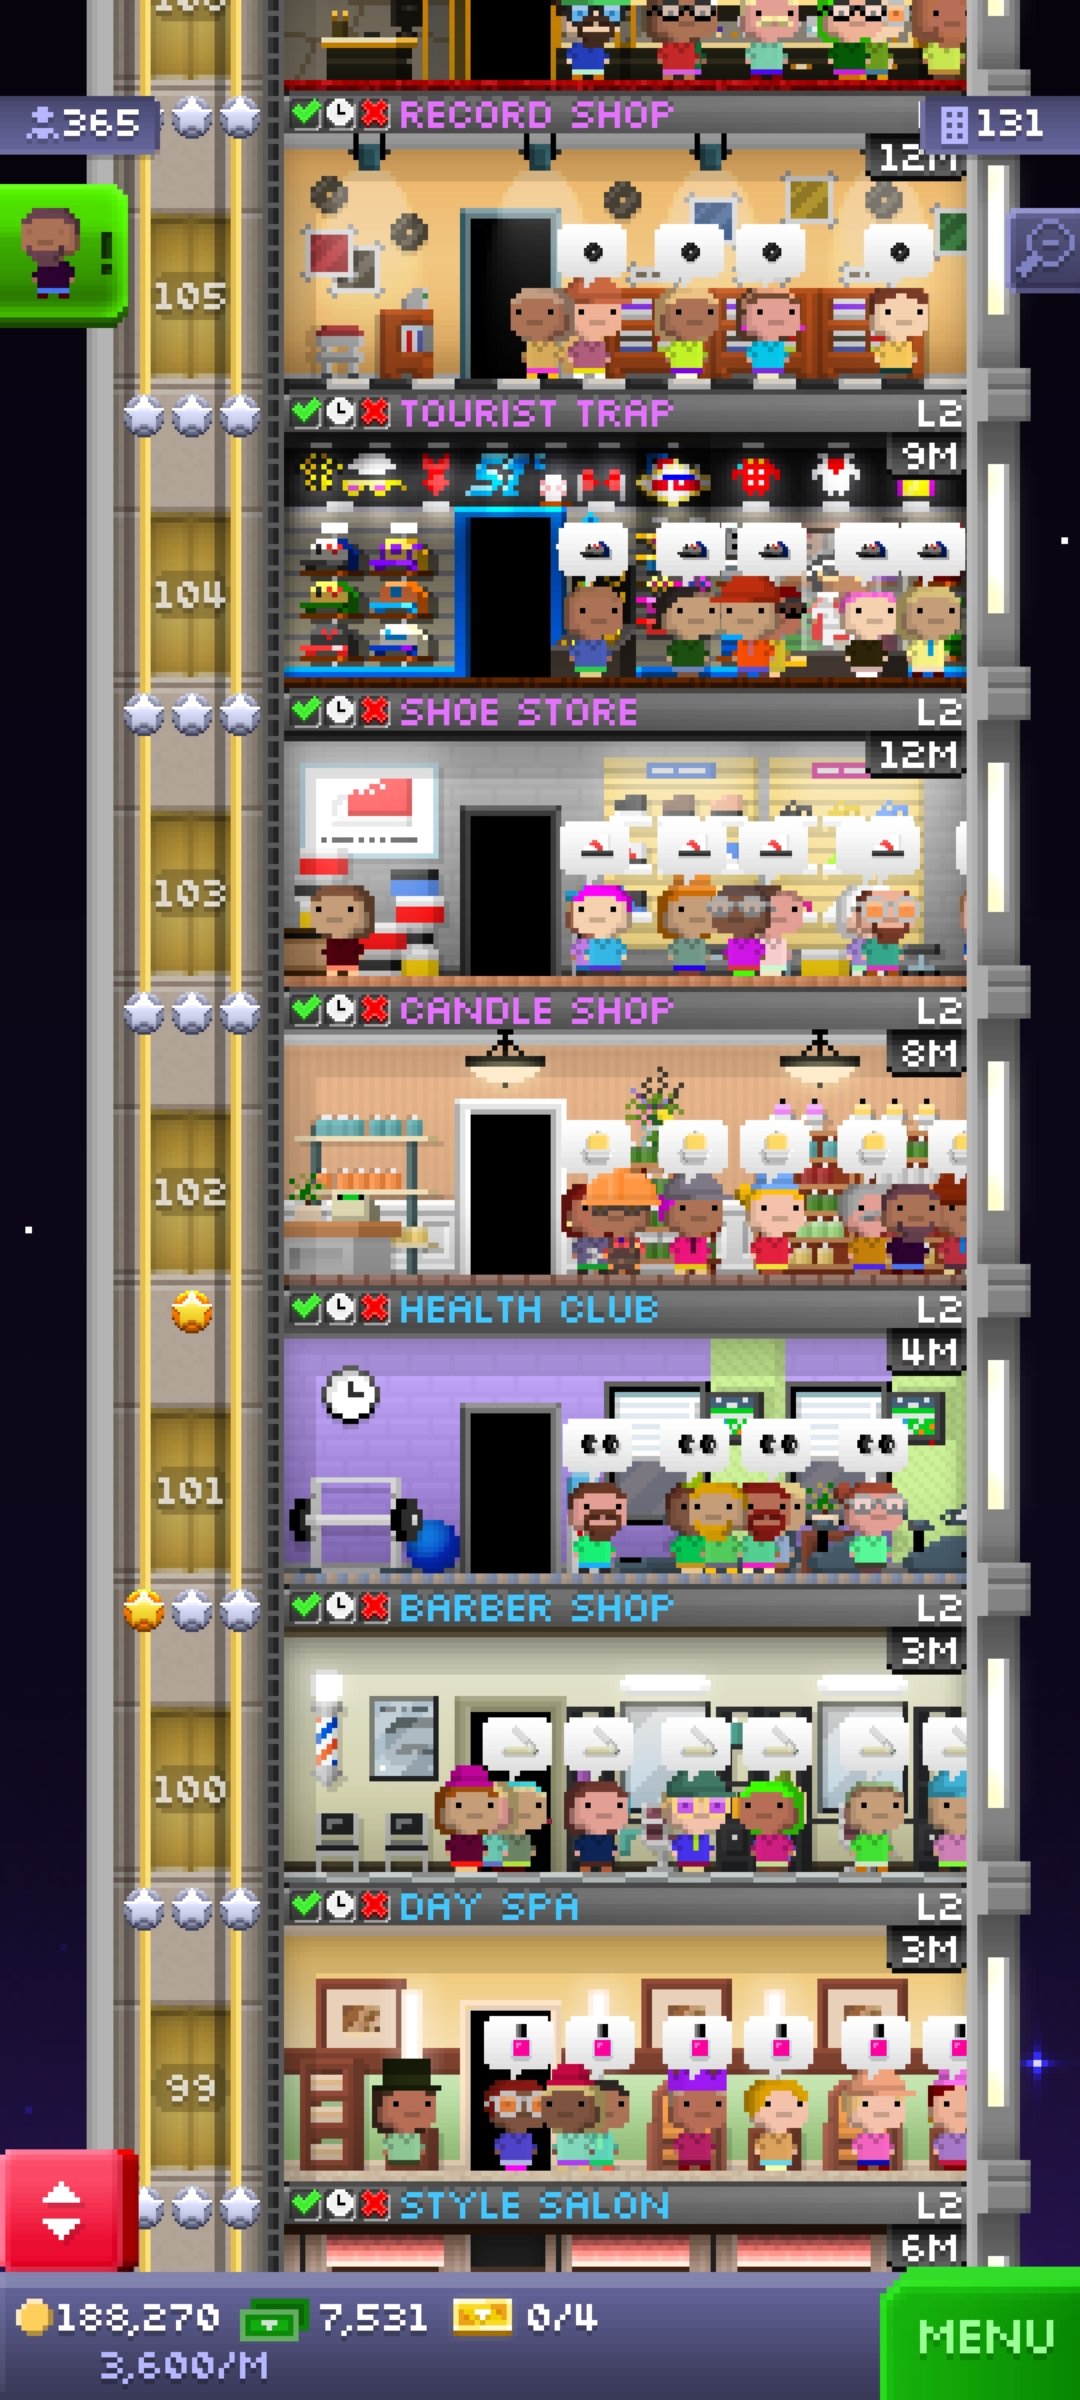 365
131
RECORD SHOP
12M
105
TOURIST TRAP L2
9M
104
SHOE STORE L2
12M
103
CANDLE SHOP L2
8M
102
HEALTH CLUB L2
4M
101
BARBER SHOP L2
3M
100
DAY SPA L2
3M
99
STYLE SALON L2
6M
188,270 7,531 0/4
3,600/M
MENU